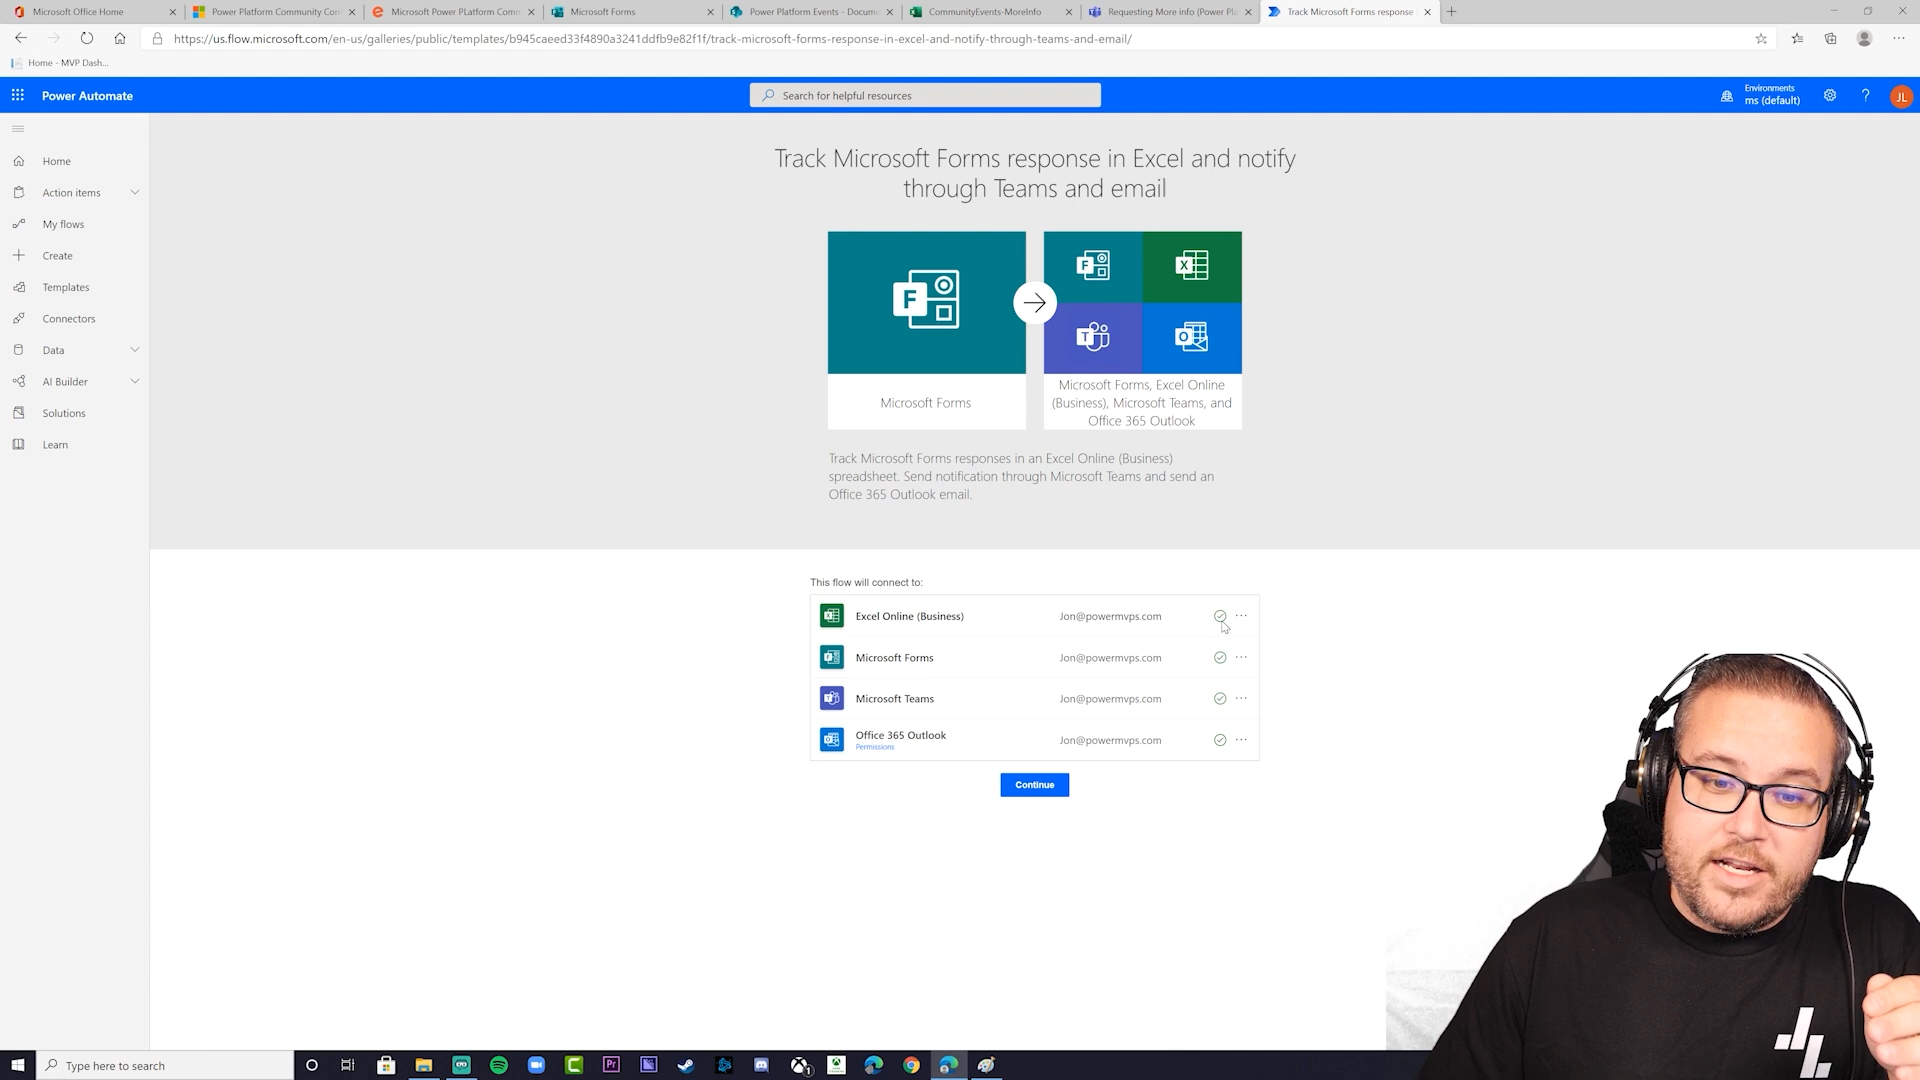 Microsoft Office Home
Power Platform Community Con
Microsoft Power PLatform Comm
Microsoft Forms
Power Platform Events - Docum
CommunityEvents-MoreInfo
Requesting More info (Power Pl
Track Microsoft Forms response
https://us.flow.microsoft.com/en-us/galleries/public/templates/b945caeed33f4890a3241ddfb9e82f1f/track-microsoft-forms-response-in-excel-and-notify-through-teams-and-email/
Home - MVP Dash...
Power Automate
Search for helpful resources
Environments
ms (default)
?
JL
Home
Action items
My flows
Create
Templates
Connectors
Data
AI Builder
Solutions
Learn
Track Microsoft Forms response in Excel and notify
through Teams and email
F
F
X
T
O
Microsoft Forms
Microsoft Forms, Excel Online
(Business), Microsoft Teams, and
Office 365 Outlook
Track Microsoft Forms responses in an Excel Online (Business)
spreadsheet. Send notification through Microsoft Teams and send an
Office 365 Outlook email.
This flow will connect to:
Excel Online (Business) Jon@powermvps.com
Microsoft Forms Jon@powermvps.com
Microsoft Teams Jon@powermvps.com
Office 365 Outlook Jon@powermvps.com
Permissions
Continue
Type here to search
Pr